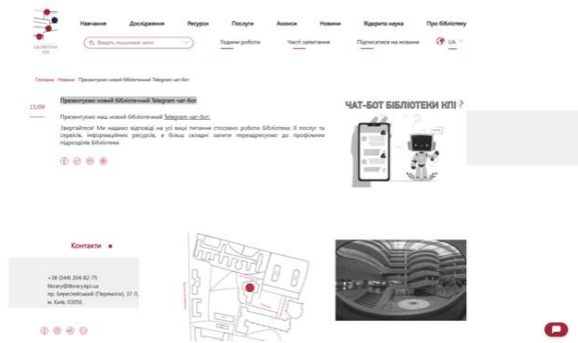 Навчання Дослідження Ресурси Послуги Анонси Новини Відкрита наука Про бібліотеку
БІБЛІОТЕКА КПІ
Введіть пошуковий запит
Години роботи Часті запитання Підписатися на новини UA
Головна Новини Презентуємо новий бібліотечний Telegram чат-бот
15/09
Презентуємо новий бібліотечний Telegram чат-бот
Презентуємо наш новий бібліотечний Telegram чат-бот.
Звертайтеся! Ми надамо відповіді на усі ваші питання стосовно роботи Бібліотеки, її послуг та
сервісів, інформаційних ресурсів, а більш складні запити переадресуємо до профільних
підрозділів Бібліотеки.
ЧАТ-БОТ БІБЛІОТЕКИ КПІ ?
Контакти
+38 (044) 204-82-75
library@library.kpi.ua
пр. Берестейський (Перемоги), 37 Л,
м. Київ, 03056